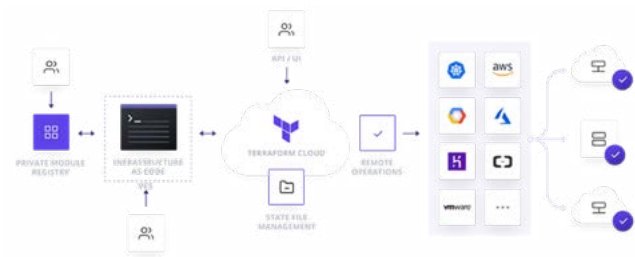 API / UI
aws
TERRAFORM CLOUD
PRIVATE MODULE
REGISTRY
INFRASTRUCTURE
AS CODE
VCS
REMOTE
OPERATIONS
STATE FILE
MANAGEMENT
vmware